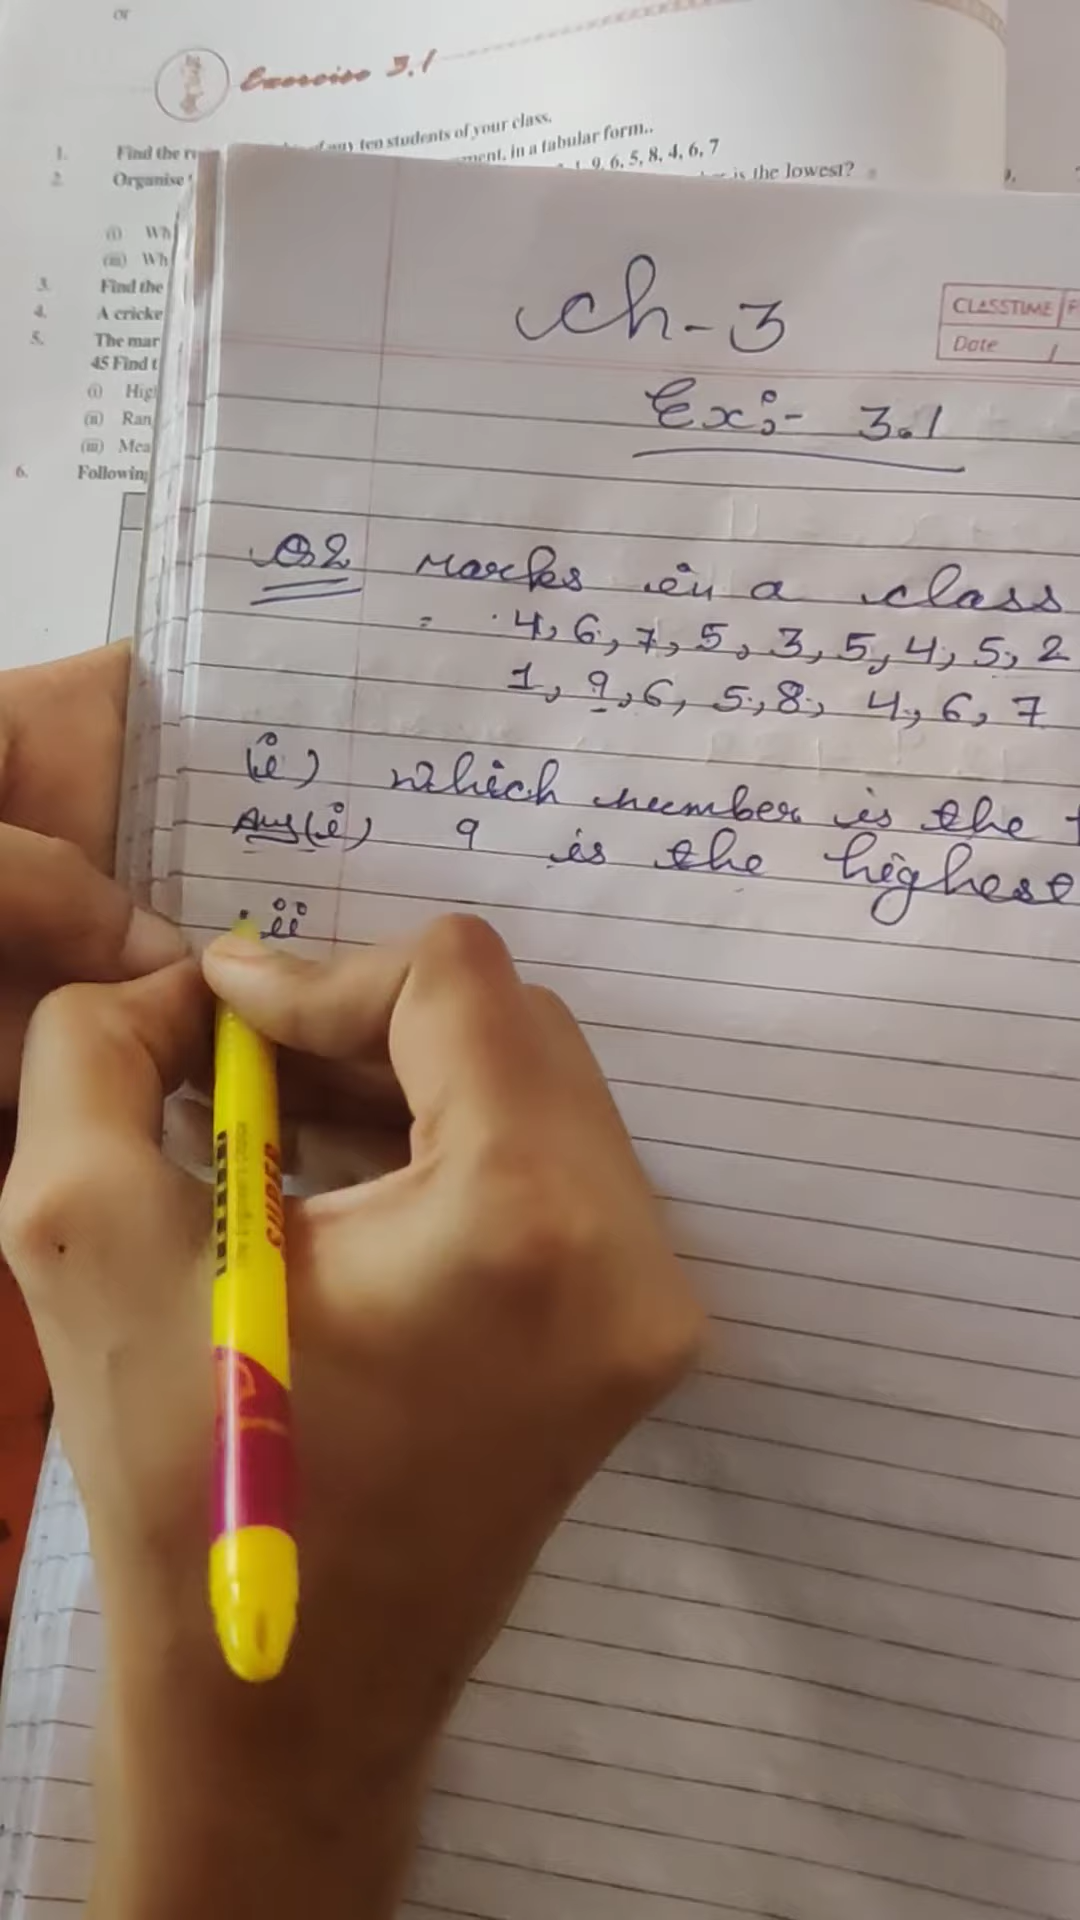 or
Exercise 3.1
1. Find the any ten students of your class.
2. Organise in a tabular form..
9, 6, 5, 8, 4, 6, 7
(i) Wh is the lowest?
(iii) Wh
3. Find the
4. A cricke
5. The mar
45 Find t
(i) Hig
(ii) Ran
(iii) Mea
6. Following
Ch-3
CLASSTIME
Date /
Ex:- 3.1
Q2 Marks in a class
= 4, 6, 7, 5, 3, 5, 4, 5, 2
1, 9, 6, 5, 8, 4, 6, 7
(i) which number is the
Ans(i) 9 is the highest
ii
SUPER